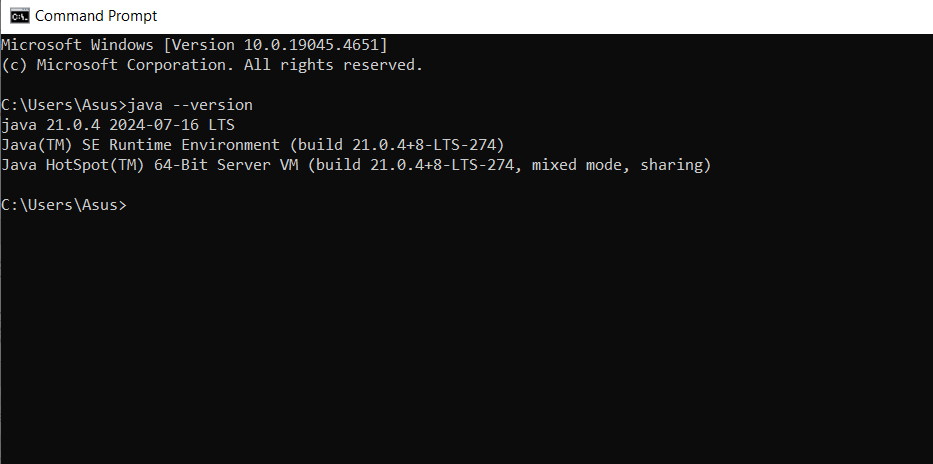 Command Prompt
Microsoft Windows [Version 10.0.19045.4651]
(c) Microsoft Corporation. All rights reserved.
C:\Users\Asus>java --version
java 21.0.4 2024-07-16 LTS
Java(TM) SE Runtime Environment (build 21.0.4+8-LTS-274)
Java HotSpot(TM) 64-Bit Server VM (build 21.0.4+8-LTS-274, mixed mode, sharing)
C:\Users\Asus>